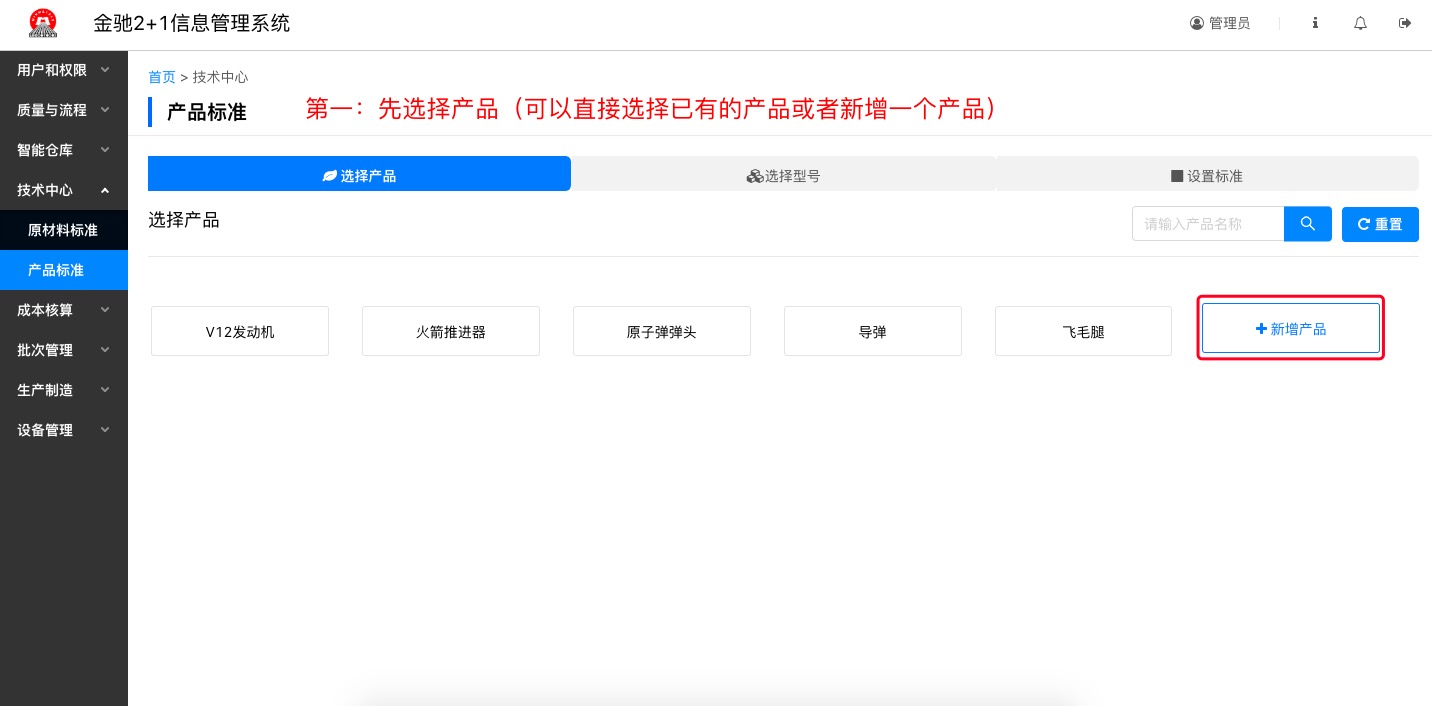 金驰2+1信息管理系统
管理员
用户和权限
质量与流程
智能仓库
技术中心
原材料标准
产品标准
成本核算
批次管理
生产制造
设备管理
首页 > 技术中心
产品标准
第一：先选择产品（可以直接选择已有的产品或者新增一个产品）
选择产品
选择型号
设置标准
选择产品
请输入产品名称
重置
V12发动机
火箭推进器
原子弹弹头
导弹
飞毛腿
新增产品